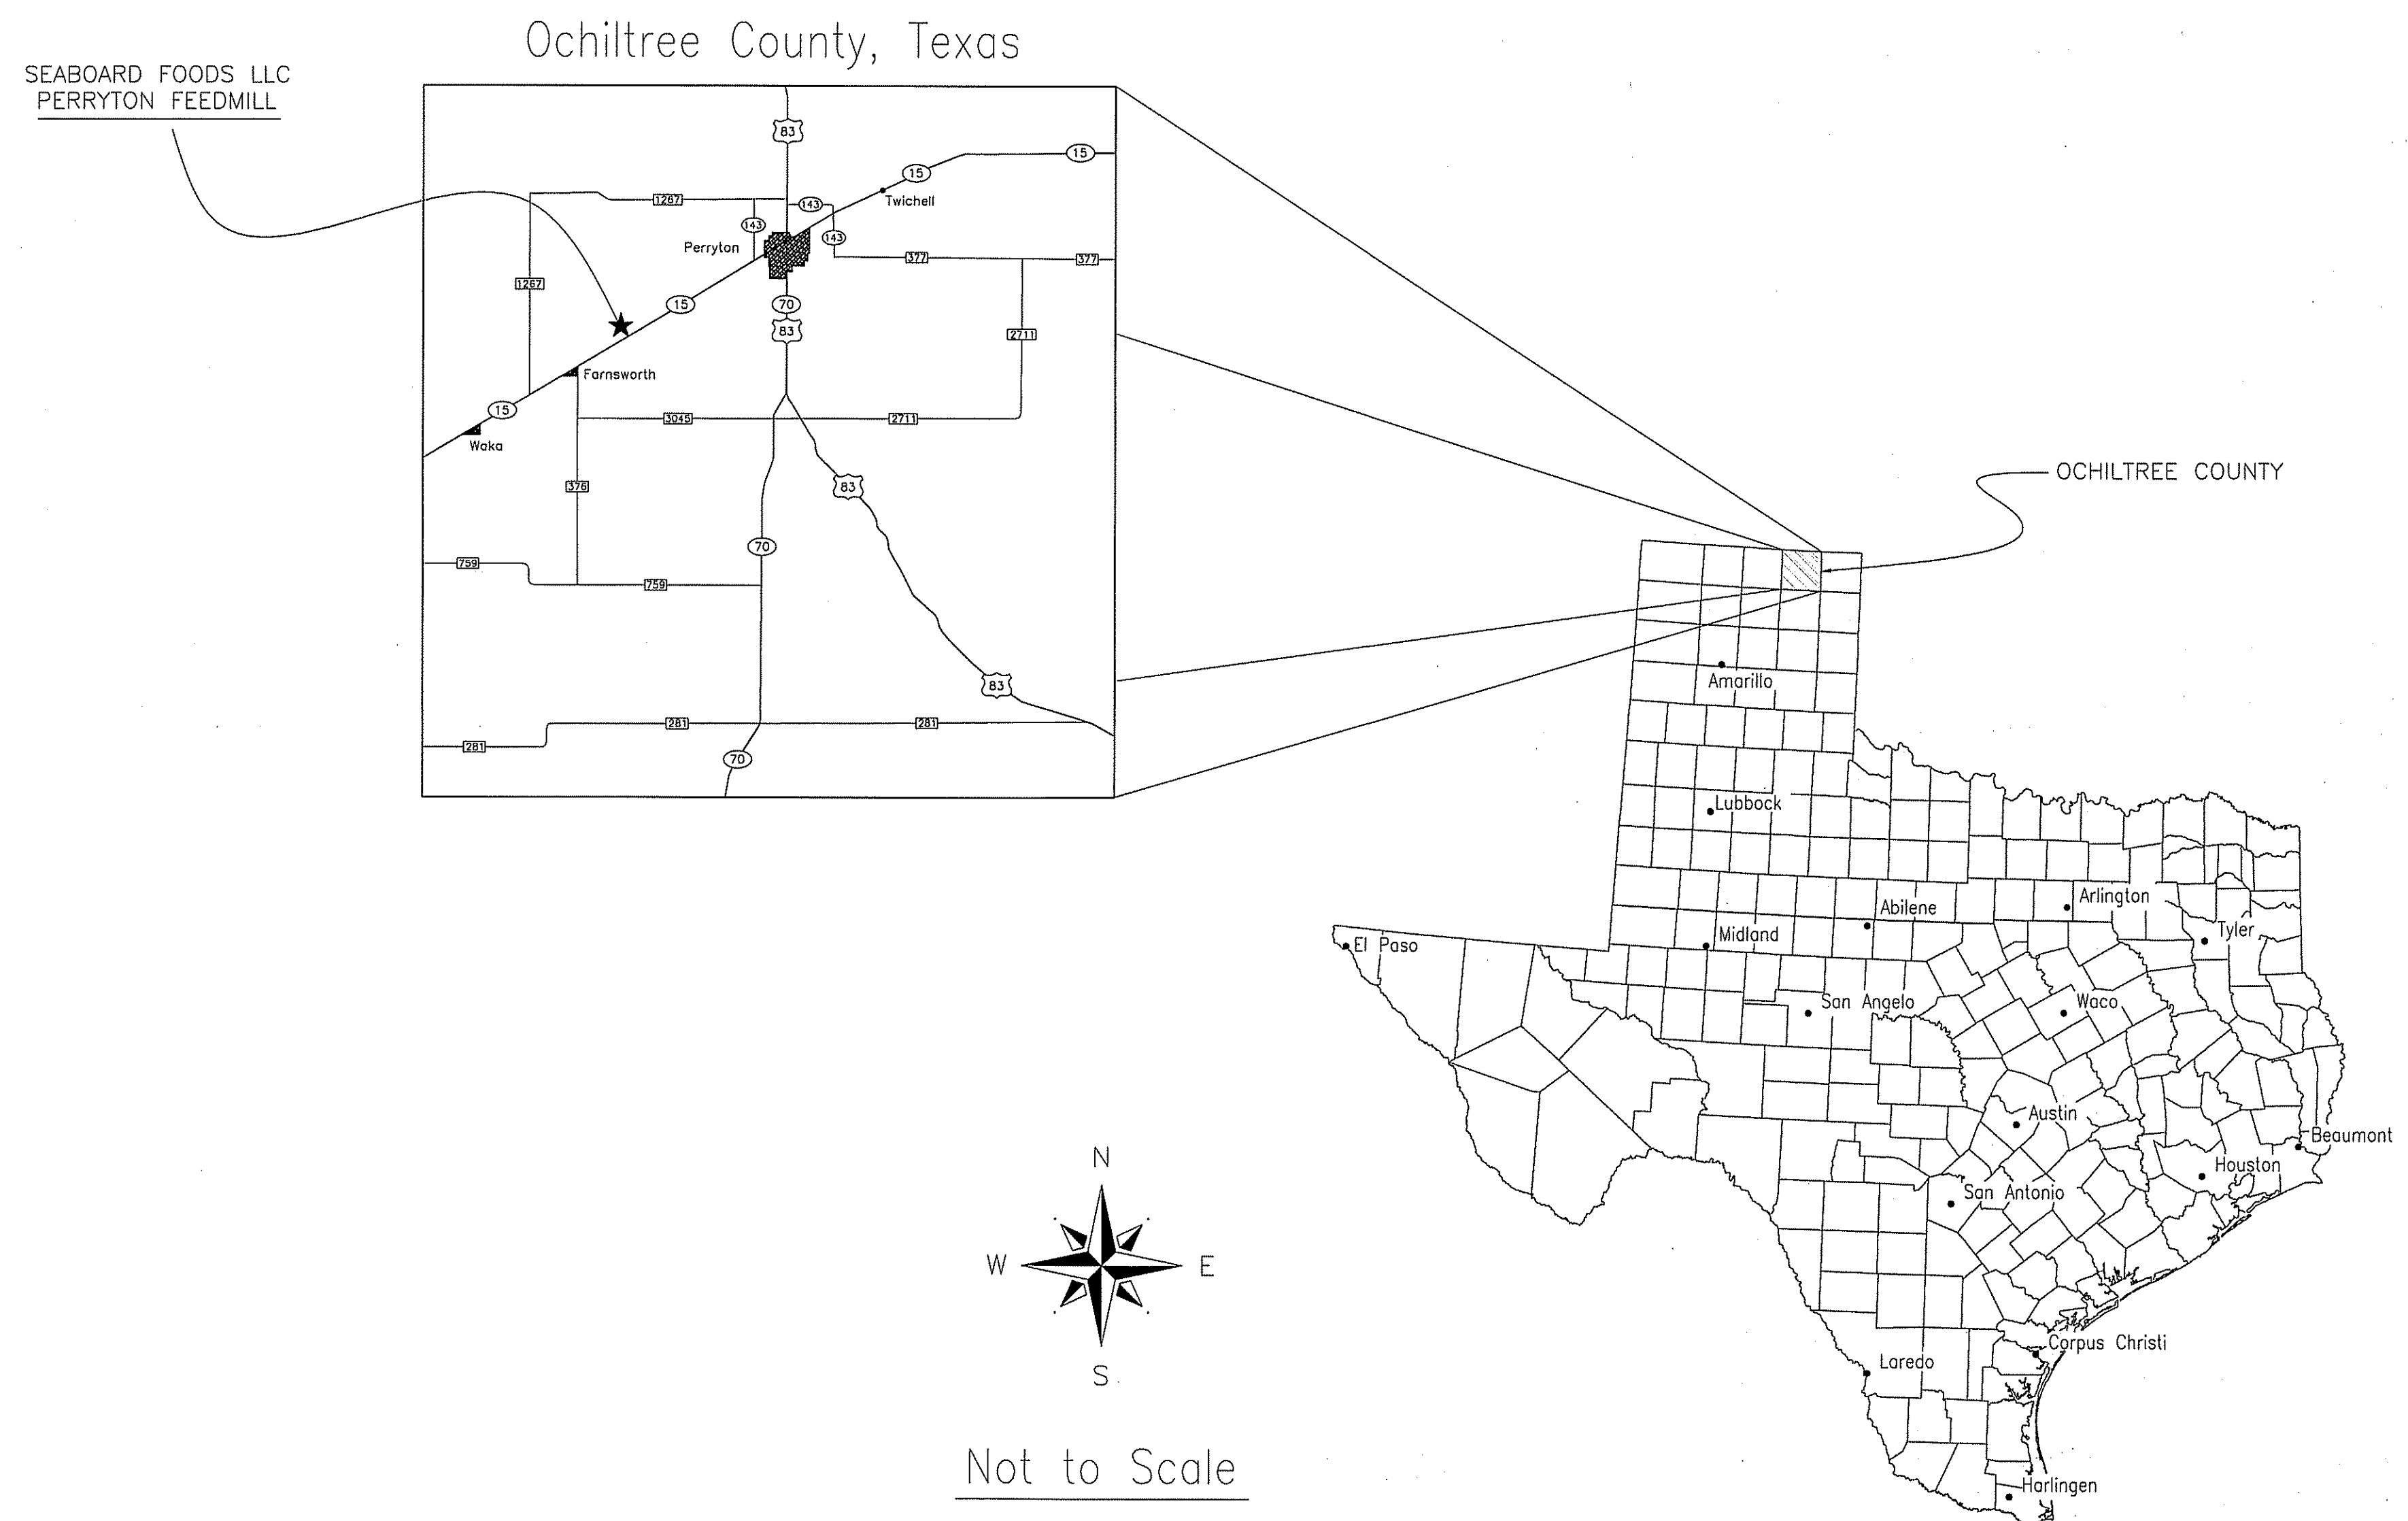 Ochiltree County, Texas
SEABOARD FOODS LLC
PERRYTON FEEDMILL
83
15
15
Twichell
1267
143
143
143
Perryton
377
377
1267
15
70
83
2711
Farnsworth
15
3045
2711
Waka
376
83
70
759
759
83
281
281
281
70
OCHILTREE COUNTY
Amarillo
Lubbock
Abilene
Arlington
Midland
Tyler
El Paso
San Angelo
Waco
Austin
Beaumont
Houston
San Antonio
Corpus Christi
Laredo
Harlingen
N
W
E
S
Not to Scale